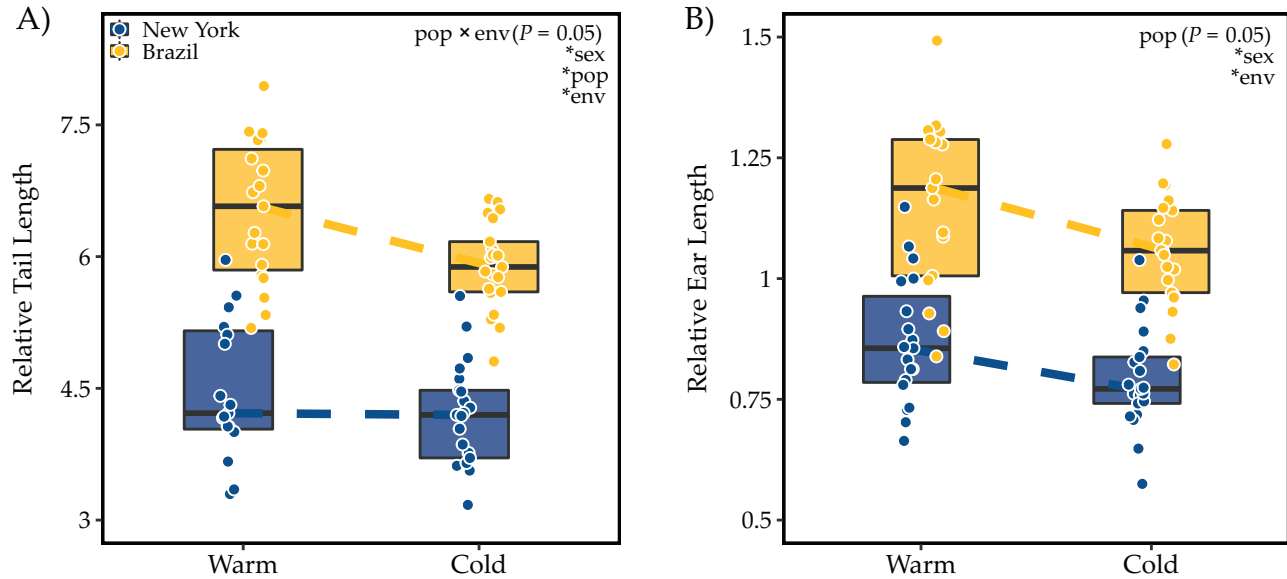 A)
New York
Brazil
pop × env (P = 0.05)
*sex
*pop
*env
Relative Tail Length
7.5
6
4.5
3
Warm
Cold
B)
pop (P = 0.05)
*sex
*env
Relative Ear Length
1.5
1.25
1
0.75
0.5
Warm
Cold